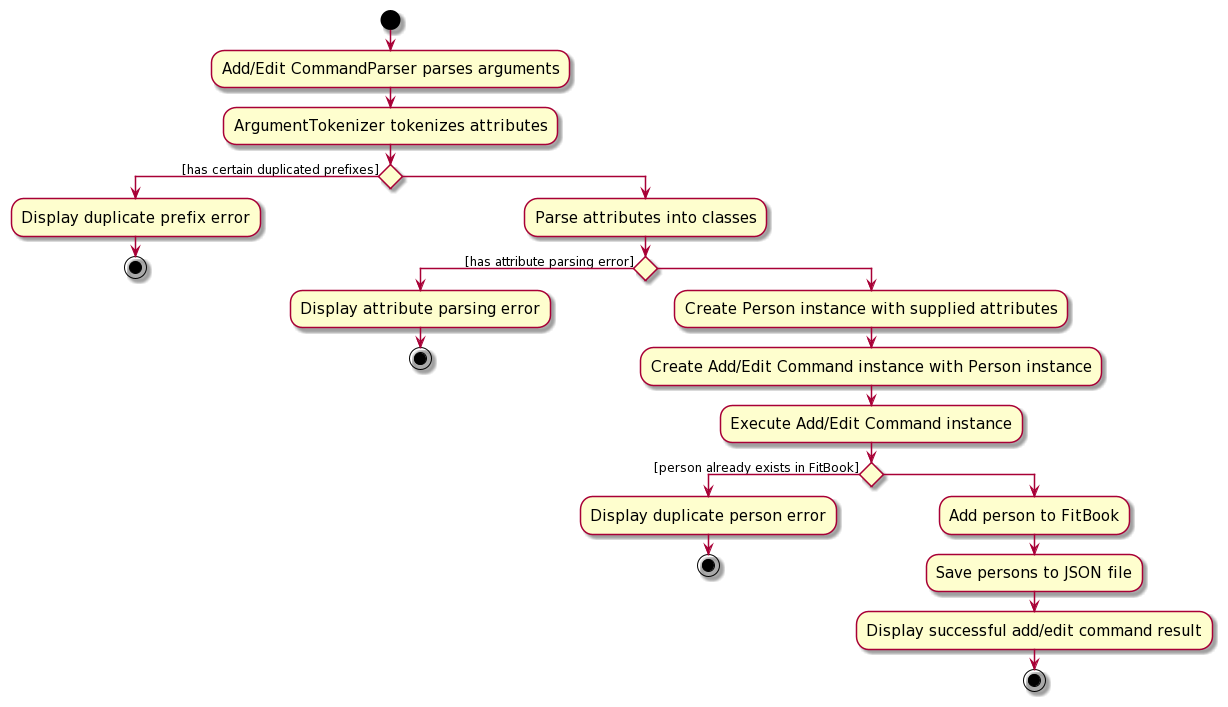 Add/Edit CommandParser parses arguments
ArgumentTokenizer tokenizes attributes
[has certain duplicated prefixes]
Display duplicate prefix error
Parse attributes into classes
[has attribute parsing error]
Display attribute parsing error
Create Person instance with supplied attributes
Create Add/Edit Command instance with Person instance
Execute Add/Edit Command instance
[person already exists in FitBook]
Display duplicate person error
Add person to FitBook
Save persons to JSON file
Display successful add/edit command result